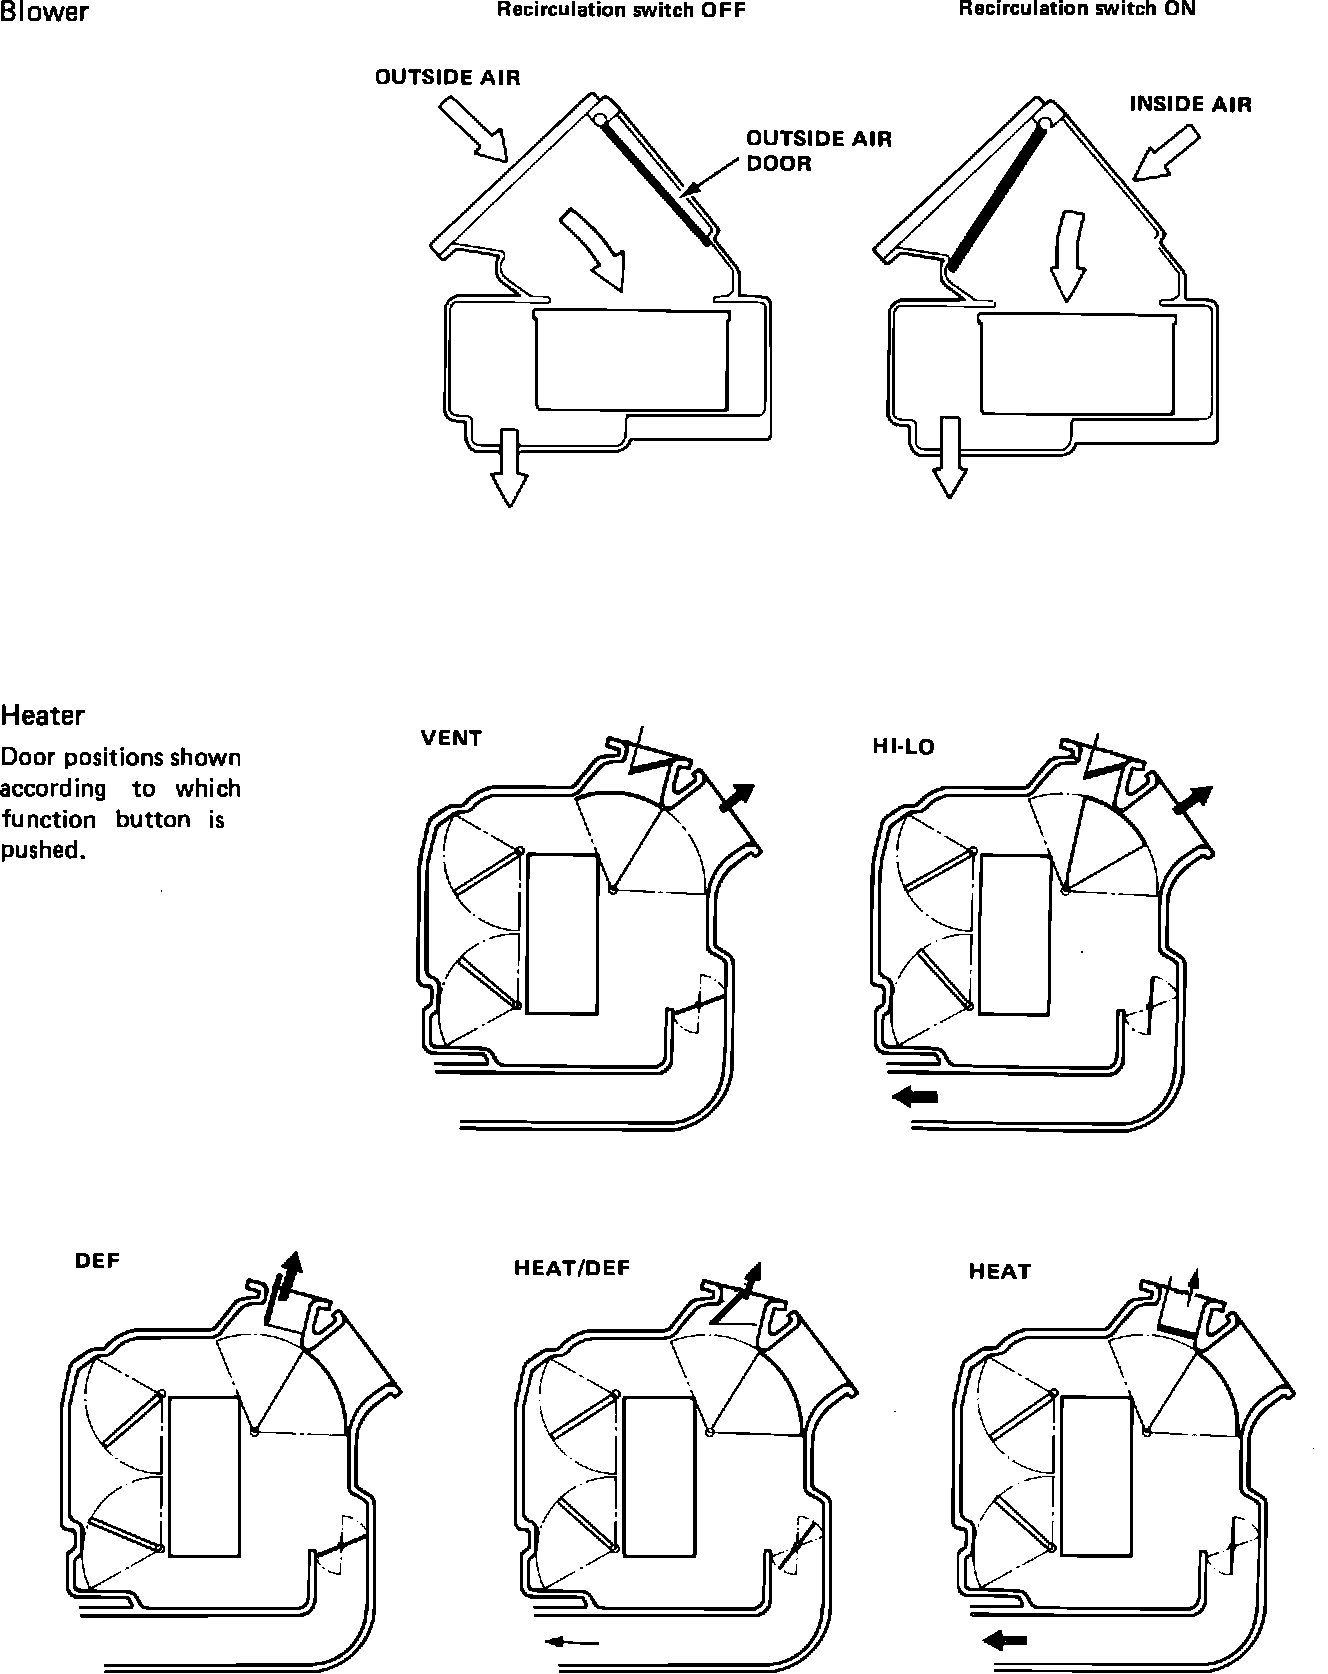 Blower
Recirculation switch OFF
Recirculation switch ON
OUTSIDE AIR
INSIDE AIR
OUTSIDE AIR
DOOR
Heater
Door positions shown
according to which
function button is
pushed.
VENT
HI-LO
DEF
HEAT/DEF
HEAT